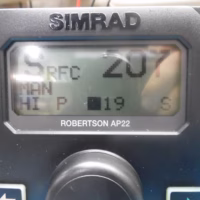 SIMRAD
S RFC 207
MAN
HI P ■19 S
ROBERTSON AP22